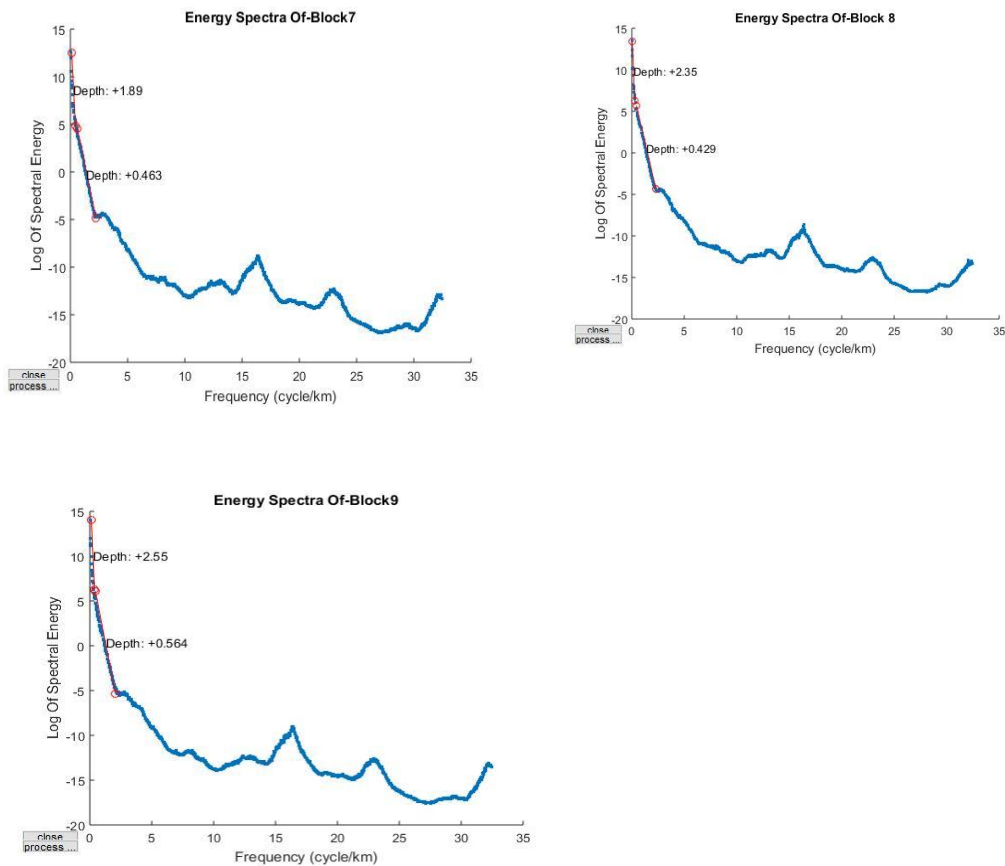 Energy Spectra Of-Block7
15
10
5
0
-5
-10
-15
-20
Log Of Spectral Energy
Depth: +1.89
Depth: +0.463
0 5 10 15 20 25 30 35
Frequency (cycle/km)
close
process ...
Energy Spectra Of-Block 8
15
10
5
0
-5
-10
-15
-20
Log Of Spectral Energy
Depth: +2.35
Depth: +0.429
0 5 10 15 20 25 30 35
Frequency (cycle/km)
close
process ...
Energy Spectra Of-Block9
15
10
5
0
-5
-10
-15
-20
Log Of Spectral Energy
Depth: +2.55
Depth: +0.564
0 5 10 15 20 25 30 35
Frequency (cycle/km)
close
process ...